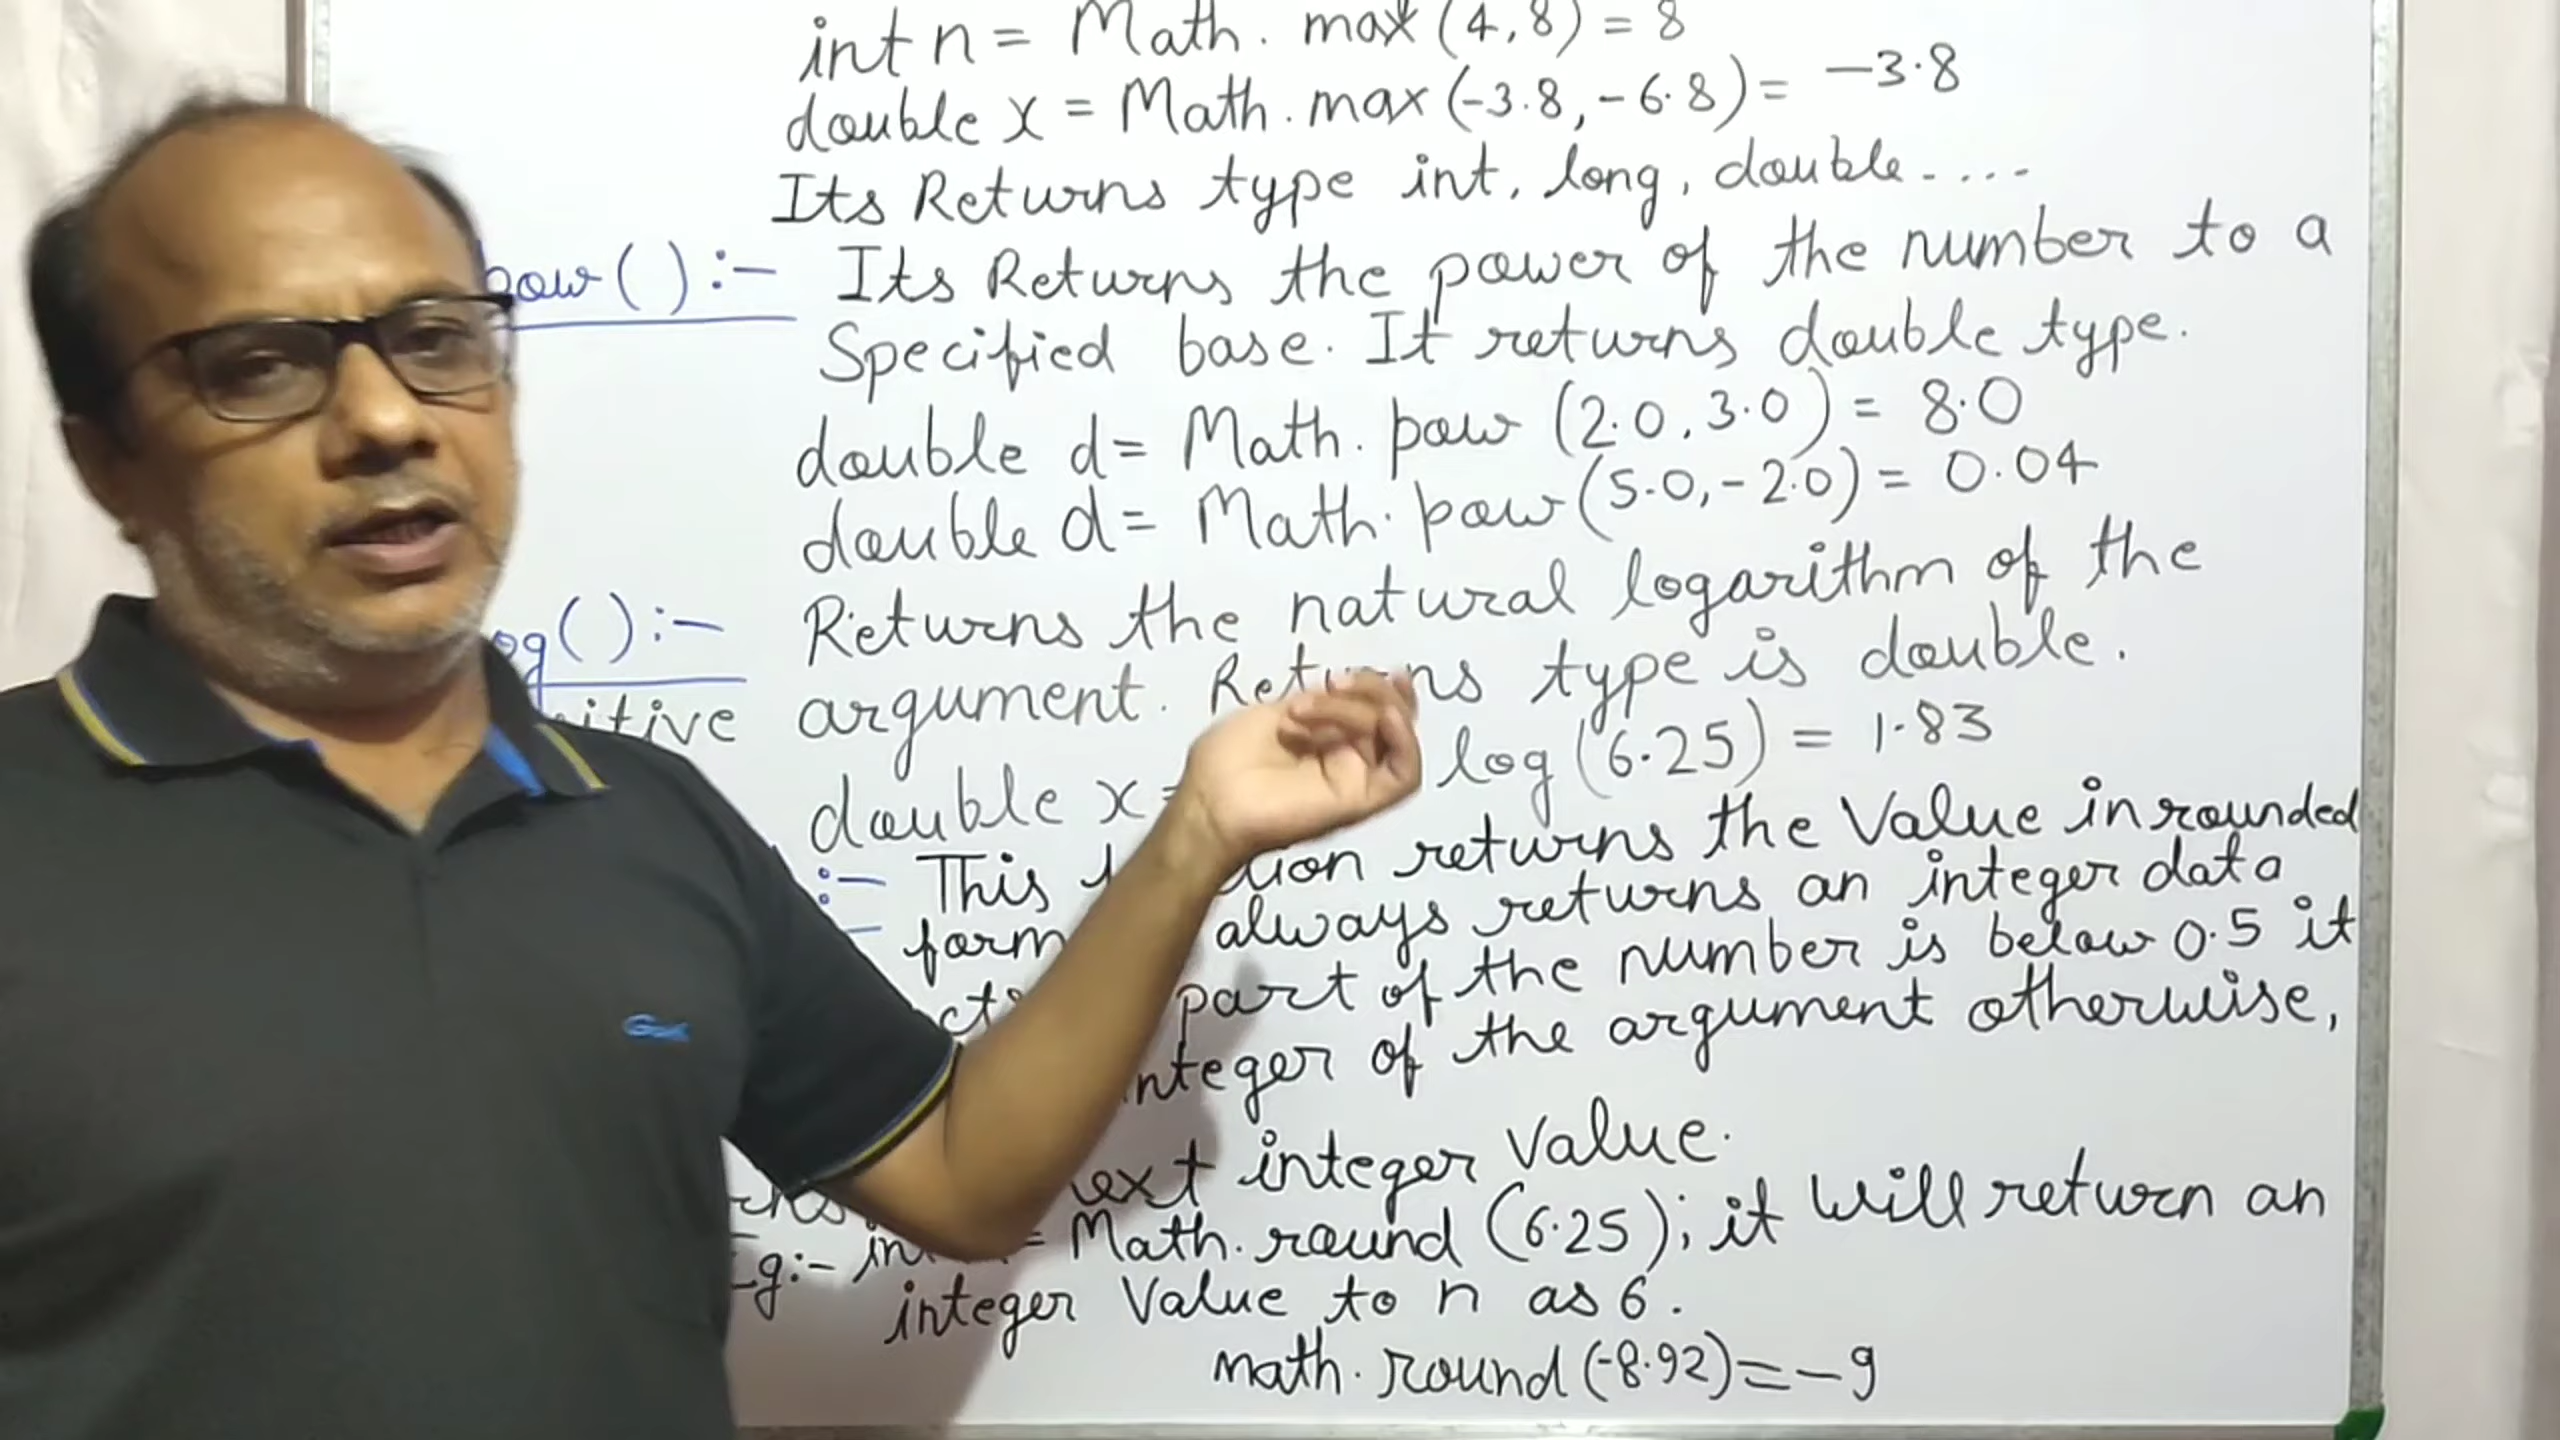 int n = Math. max (4,8) = 8
double x = Math. max (-3.8, -6.8) = -3.8
Its Returns type int, long, double ....
pow( ) :- Its Returns the power of the number to a
Specified base. It returns double type.
double d = Math. pow (2.0, 3.0) = 8.0
double d = Math. pow (5.0, -2.0) = 0.04
og( ) :- Returns the natural logarithm of the
itive argument. Returns type is double.
double x = log (6.25) = 1.83
:- This returns the Value in rounded
form always returns an integer data
part of the number is below 0.5 it
integer of the argument otherwise,
integer Value.
Eg:- = Math. round (6.25); it will return an
integer Value to n as 6.
math. round (-8.92) = -9